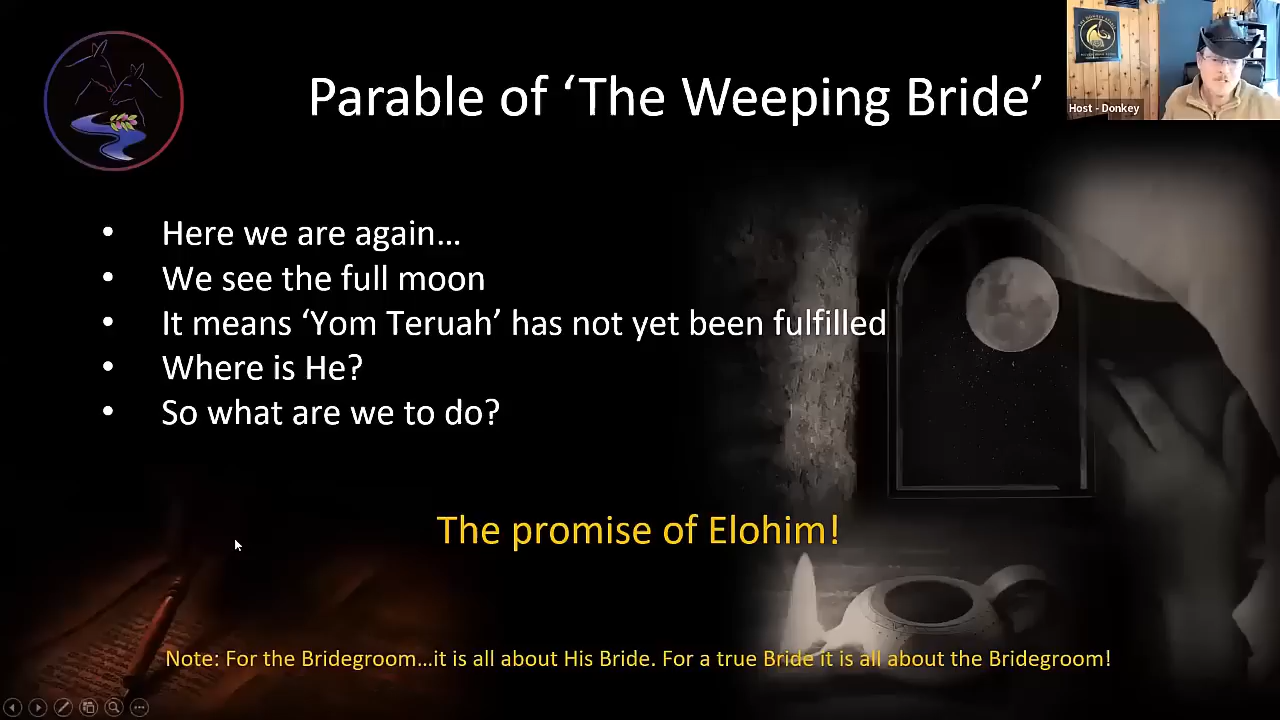 Parable of ‘The Weeping Bride’
Host - Donkey
• Here we are again…
• We see the full moon
• It means ‘Yom Teruah’ has not yet been fulfilled
• Where is He?
• So what are we to do?
The promise of Elohim!
Note: For the Bridegroom…it is all about His Bride. For a true Bride it is all about the Bridegroom!